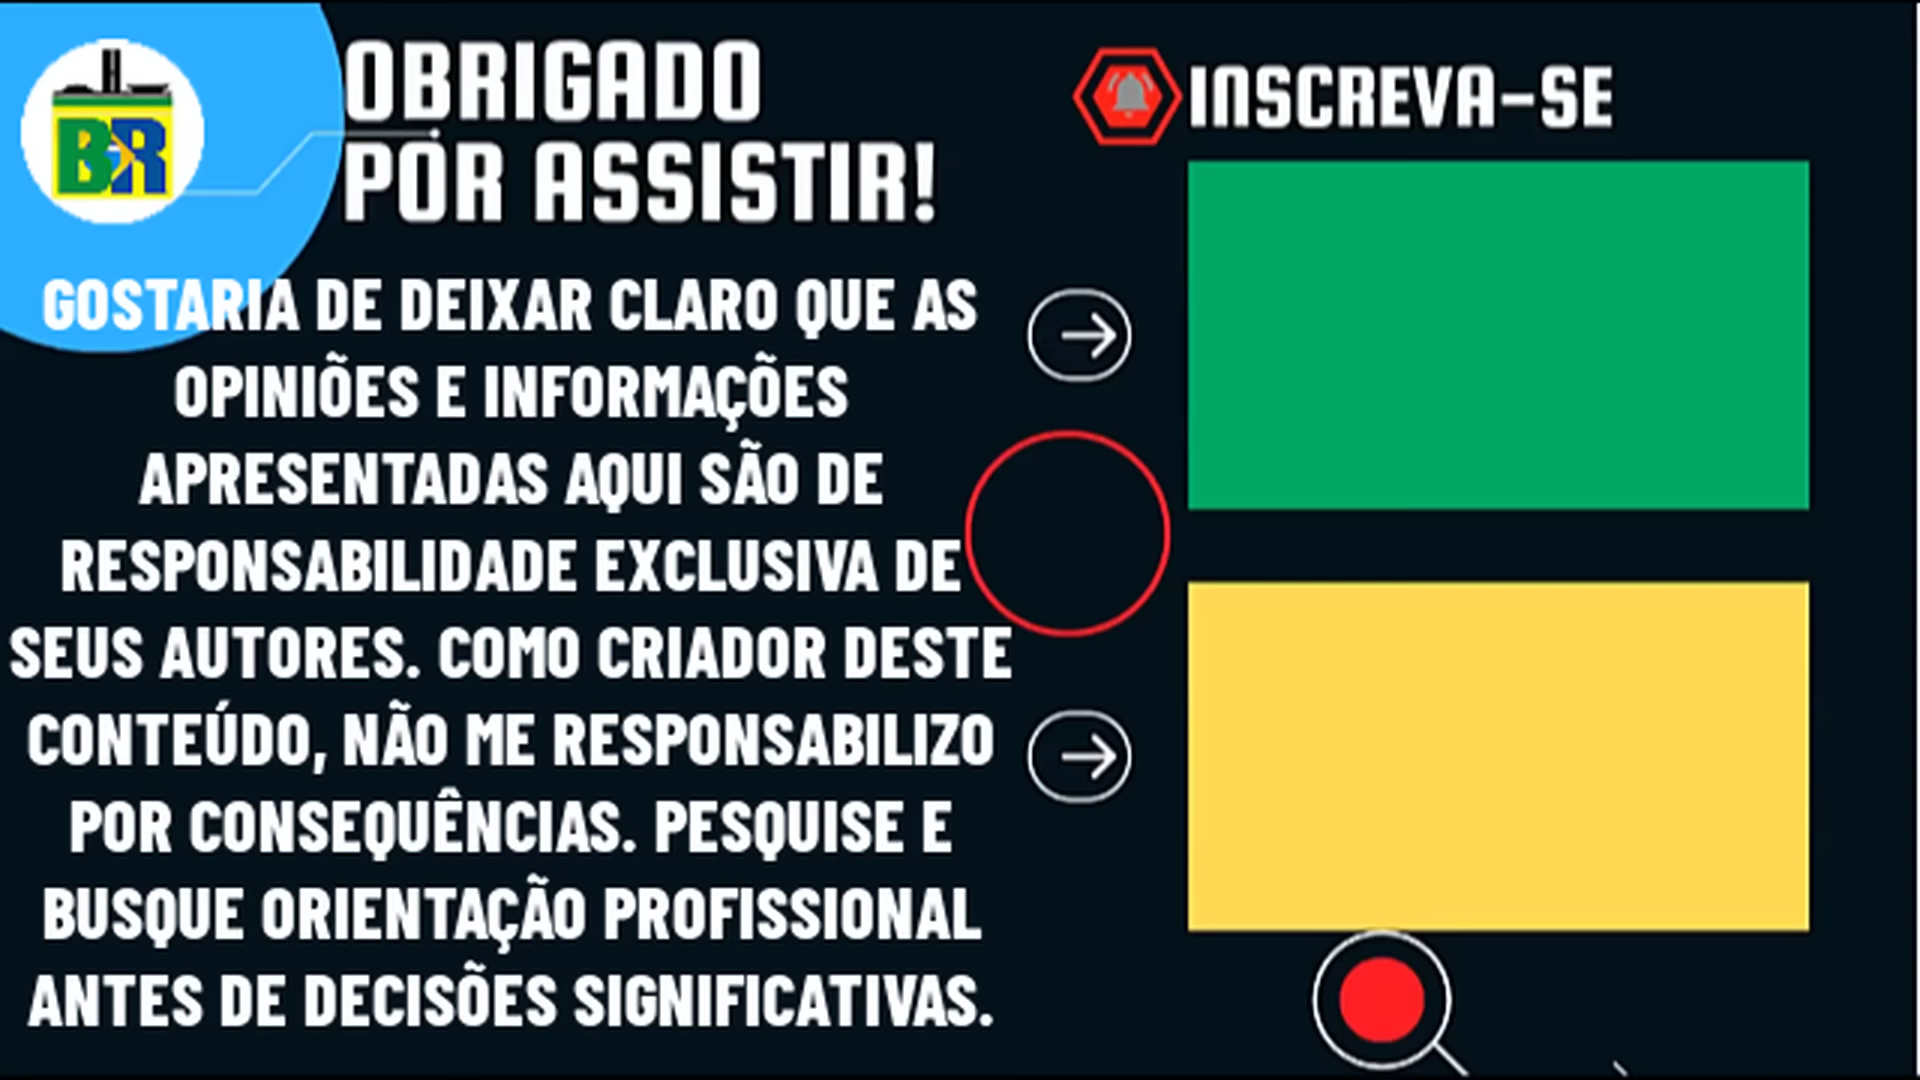 BR
OBRIGADO
POR ASSISTIR!
INSCREVA-SE
GOSTARIA DE DEIXAR CLARO QUE AS
OPINIÕES E INFORMAÇÕES
APRESENTADAS AQUI SÃO DE
RESPONSABILIDADE EXCLUSIVA DE
SEUS AUTORES. COMO CRIADOR DESTE
CONTEÚDO, NÃO ME RESPONSABILIZO
POR CONSEQUÊNCIAS. PESQUISE E
BUSQUE ORIENTAÇÃO PROFISSIONAL
ANTES DE DECISÕES SIGNIFICATIVAS.